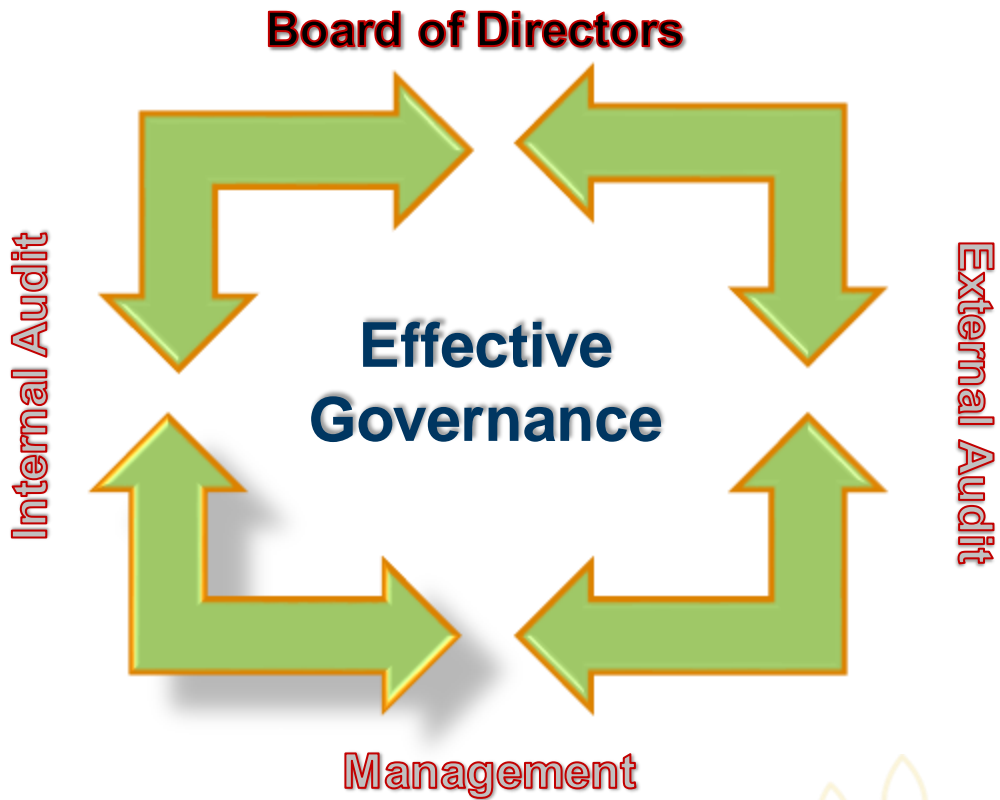 Board of Directors
Internal Audit
Effective
Governance
External Audit
Management